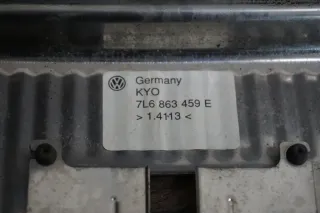 Germany
KYO
7L6 863 459 E
> 1.4113 <